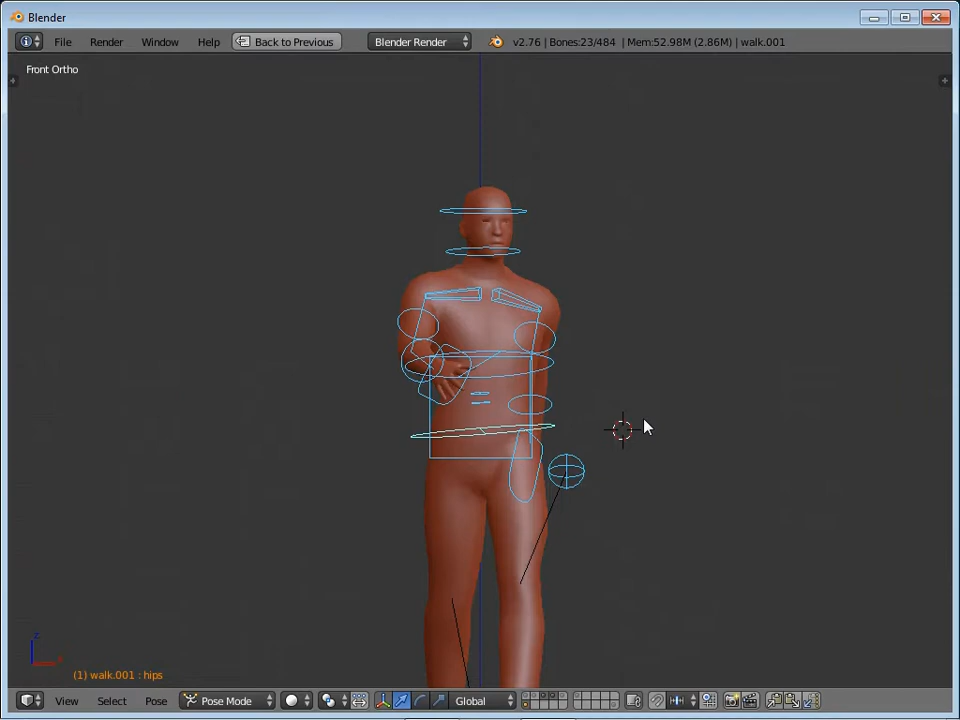 Blender
File Render Window Help Back to Previous Blender Render v2.76 | Bones:23/484 | Mem:52.98M (2.86M) | walk.001
Front Ortho
z
x
(1) walk.001 : hips
View Select Pose Pose Mode Global